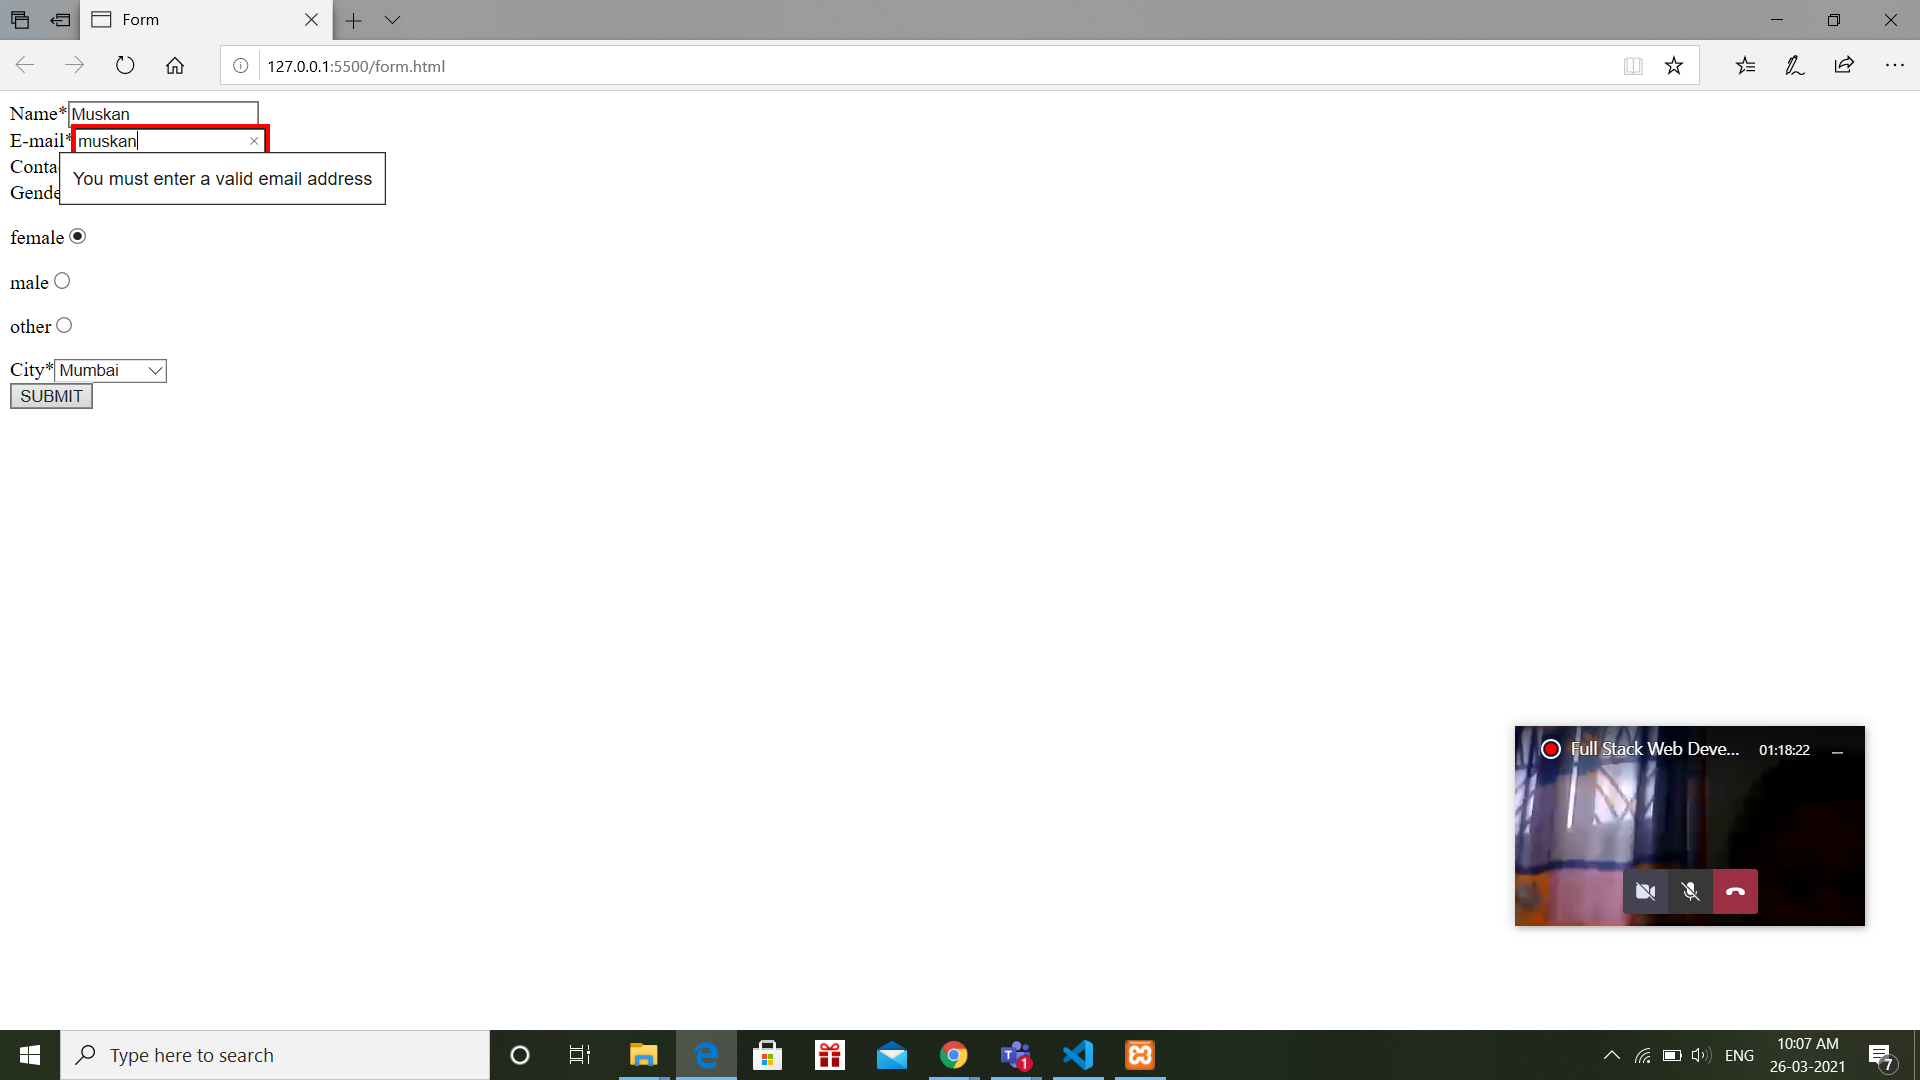 Form
127.0.0.1:5500/form.html
Name*Muskan
E-mail*muskan
Conta
You must enter a valid email address
Gende
female
male
other
City*Mumbai
SUBMIT
Full Stack Web Deve... 01:18:22
Type here to search
1
ENG
10:07 AM
26-03-2021
7